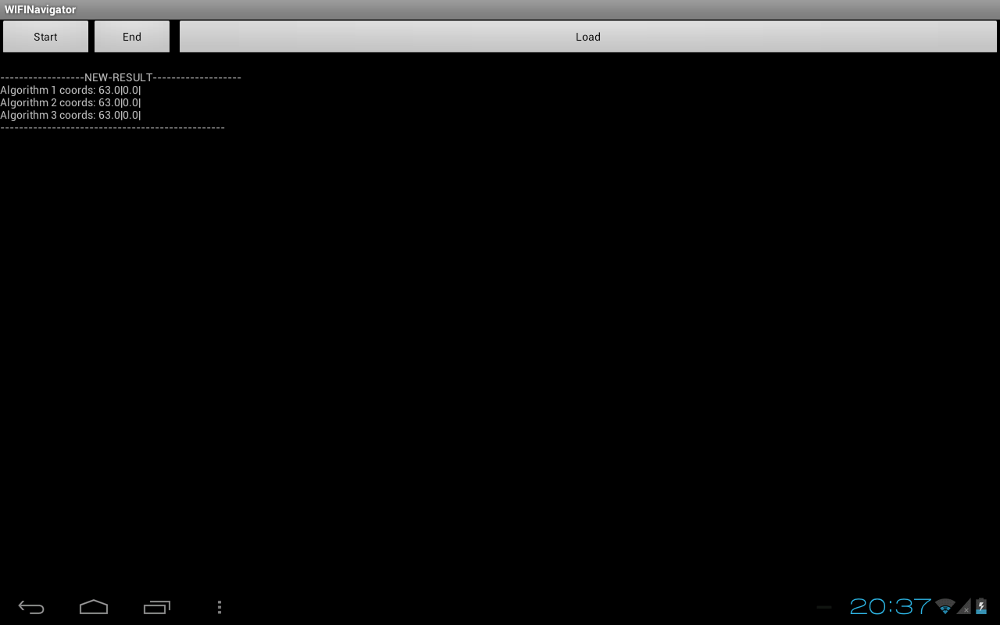 WIFINavigator
Start End Load
------------------NEW-RESULT-------------------
Algorithm 1 coords: 63.0|0.0|
Algorithm 2 coords: 63.0|0.0|
Algorithm 3 coords: 63.0|0.0|
------------------------------------------------
20:37